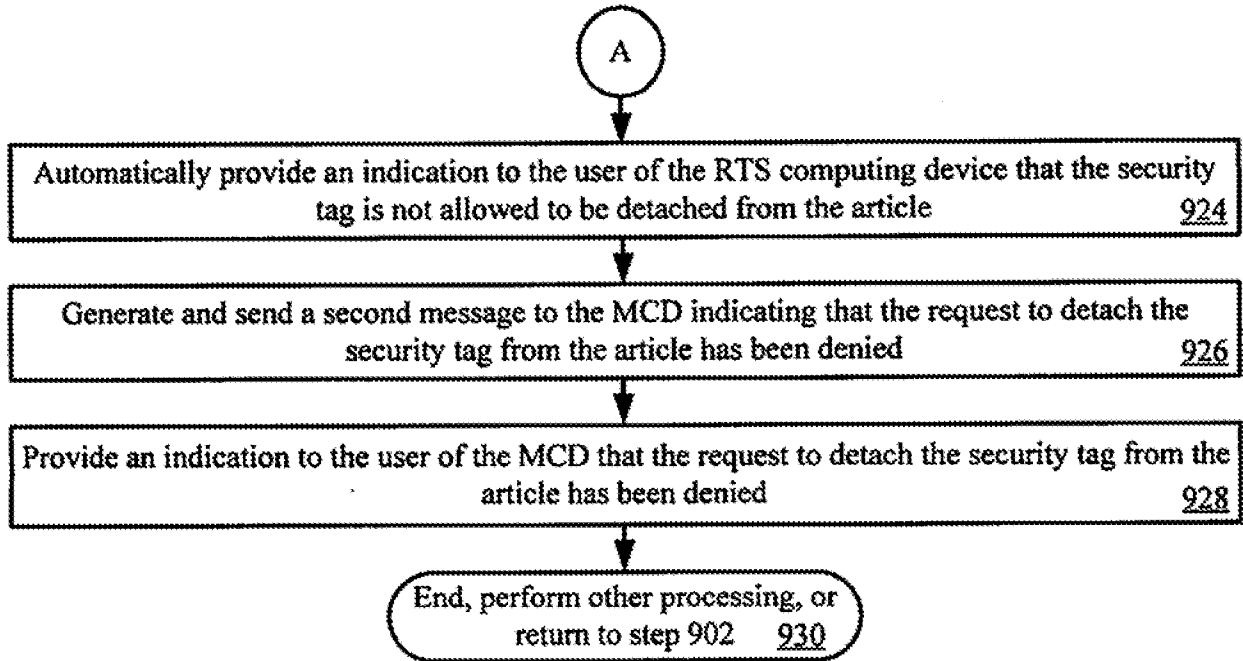 A
Automatically provide an indication to the user of the RTS computing device that the security
tag is not allowed to be detached from the article 924
Generate and send a second message to the MCD indicating that the request to detach the
security tag from the article has been denied 926
Provide an indication to the user of the MCD that the request to detach the security tag from the
article has been denied 928
End, perform other processing, or
return to step 902 930